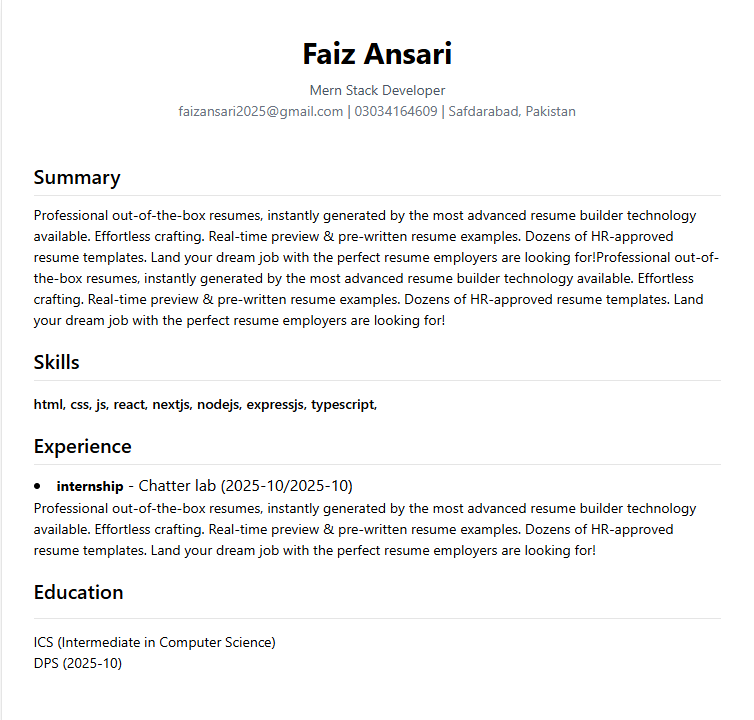 Faiz Ansari
Mern Stack Developer
faizansari2025@gmail.com | 03034164609 | Safdarabad, Pakistan
Summary
Professional out-of-the-box resumes, instantly generated by the most advanced resume builder technology
available. Effortless crafting. Real-time preview & pre-written resume examples. Dozens of HR-approved
resume templates. Land your dream job with the perfect resume employers are looking for!Professional out-of-
the-box resumes, instantly generated by the most advanced resume builder technology available. Effortless
crafting. Real-time preview & pre-written resume examples. Dozens of HR-approved resume templates. Land
your dream job with the perfect resume employers are looking for!
Skills
html, css, js, react, nextjs, nodejs, expressjs, typescript,
Experience
• internship - Chatter lab (2025-10/2025-10)
Professional out-of-the-box resumes, instantly generated by the most advanced resume builder technology
available. Effortless crafting. Real-time preview & pre-written resume examples. Dozens of HR-approved
resume templates. Land your dream job with the perfect resume employers are looking for!
Education
ICS (Intermediate in Computer Science)
DPS (2025-10)